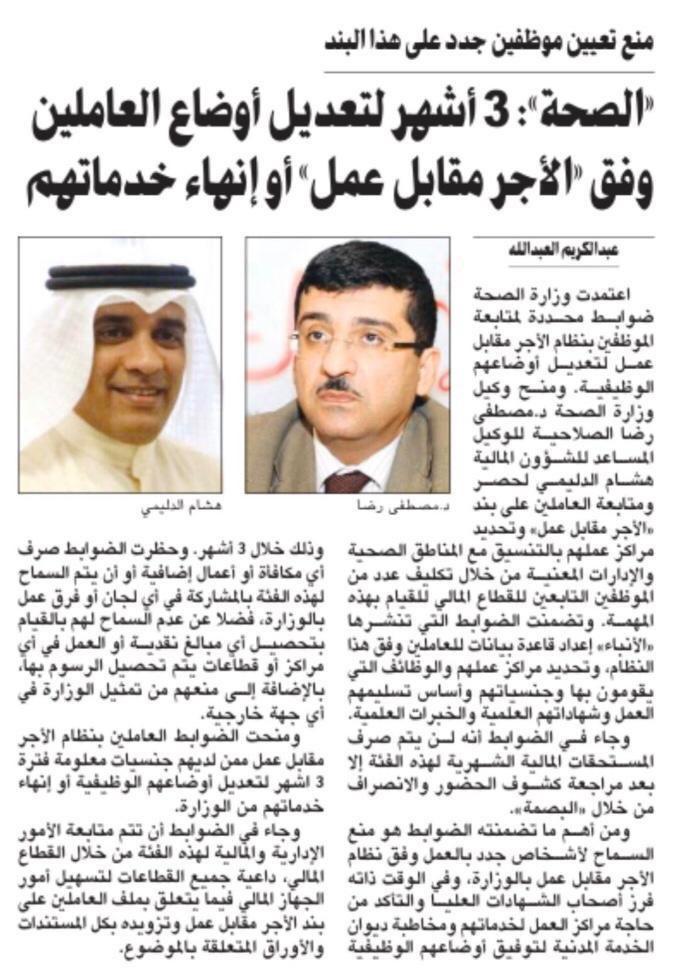 منع تعيين موظفين جدد على هذا البند
«الصحة»: 3 أشهر لتعديل أوضاع العاملين
وفق «الأجر مقابل عمل» أو إنهاء خدماتهم
عبدالكريم العبدالله
اعتمدت وزارة الصحة
ضوابط محددة لمتابعة
الموظفين بنظام الأجر مقابل
عمل لتعديل أوضاعهم
الوظيفية. ومنح وكيل
وزارة الصحة د.مصطفى
رضا الصلاحية للوكيل
المساعد للشؤون المالية
هشام الدليمي لحصر
ومتابعة العاملين على بند
«الأجر مقابل عمل» وتحديد
مراكز عملهم بالتنسيق مع المناطق الصحية
والإدارات المعنية من خلال تكليف عدد من
الموظفين التابعين للقطاع المالي للقيام بهذه
المهمة. وتضمنت الضوابط التي تنشرها
«الأنباء» إعداد قاعدة بيانات للعاملين وفق هذا
النظام، وتحديد مراكز عملهم والوظائف التي
يقومون بها وجنسياتهم وأساس تسليمهم
العمل وشهاداتهم العلمية والخبرات العلمية.
وجاء في الضوابط أنه لن يتم صرف
المستحقات المالية الشهرية لهذه الفئة إلا
بعد مراجعة كشوف الحضور والانصراف
من خلال «البصمة».
ومن أهم ما تضمنته الضوابط هو منع
السماح لأشخاص جدد بالعمل وفق نظام
الأجر مقابل عمل بالوزارة، وفي الوقت ذاته
فرز أصحاب الشهادات العليا والتأكد من
حاجة مراكز العمل لخدماتهم ومخاطبة ديوان
الخدمة المدنية لتوفيق أوضاعهم الوظيفية
د.مصطفى رضا
هشام الدليمي
وذلك خلال 3 أشهر. وحظرت الضوابط صرف
أي مكافأة أو أعمال إضافية أو أن يتم السماح
لهذه الفئة بالمشاركة في أي لجان أو فرق عمل
بالوزارة، فضلا عن عدم السماح لهم بالقيام
بتحصيل أي مبالغ نقدية أو العمل في أي
مراكز أو قطاعات يتم تحصيل الرسوم بها،
بالإضافة إلى منعهم من تمثيل الوزارة في
أي جهة خارجية.
ومنحت الضوابط العاملين بنظام الأجر
مقابل عمل ممن لديهم جنسيات معلومة فترة
3 اشهر لتعديل أوضاعهم الوظيفية أو إنهاء
خدماتهم من الوزارة.
وجاء في الضوابط أن تتم متابعة الأمور
الإدارية والمالية لهذه الفئة من خلال القطاع
المالي، داعية جميع القطاعات لتسهيل أمور
الجهاز المالي فيما يتعلق بملف العاملين على
بند الأجر مقابل عمل وتزويده بكل المستندات
والأوراق المتعلقة بالموضوع.